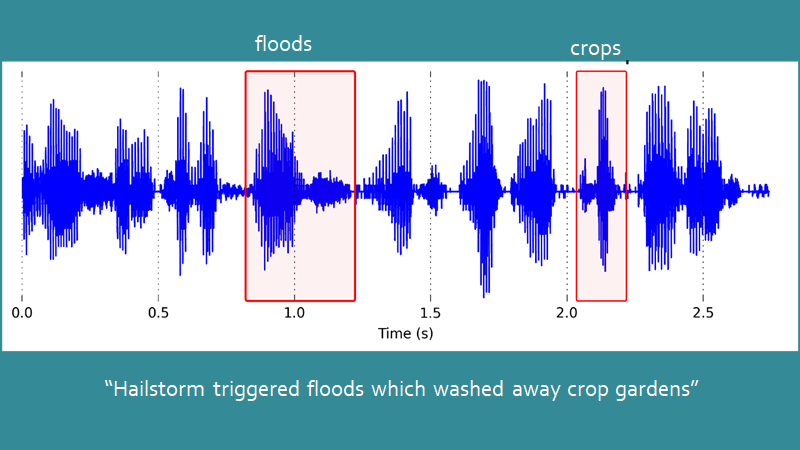 floods
crops
0.0 0.5 1.0 1.5 2.0 2.5
Time (s)
“Hailstorm triggered floods which washed away crop gardens”